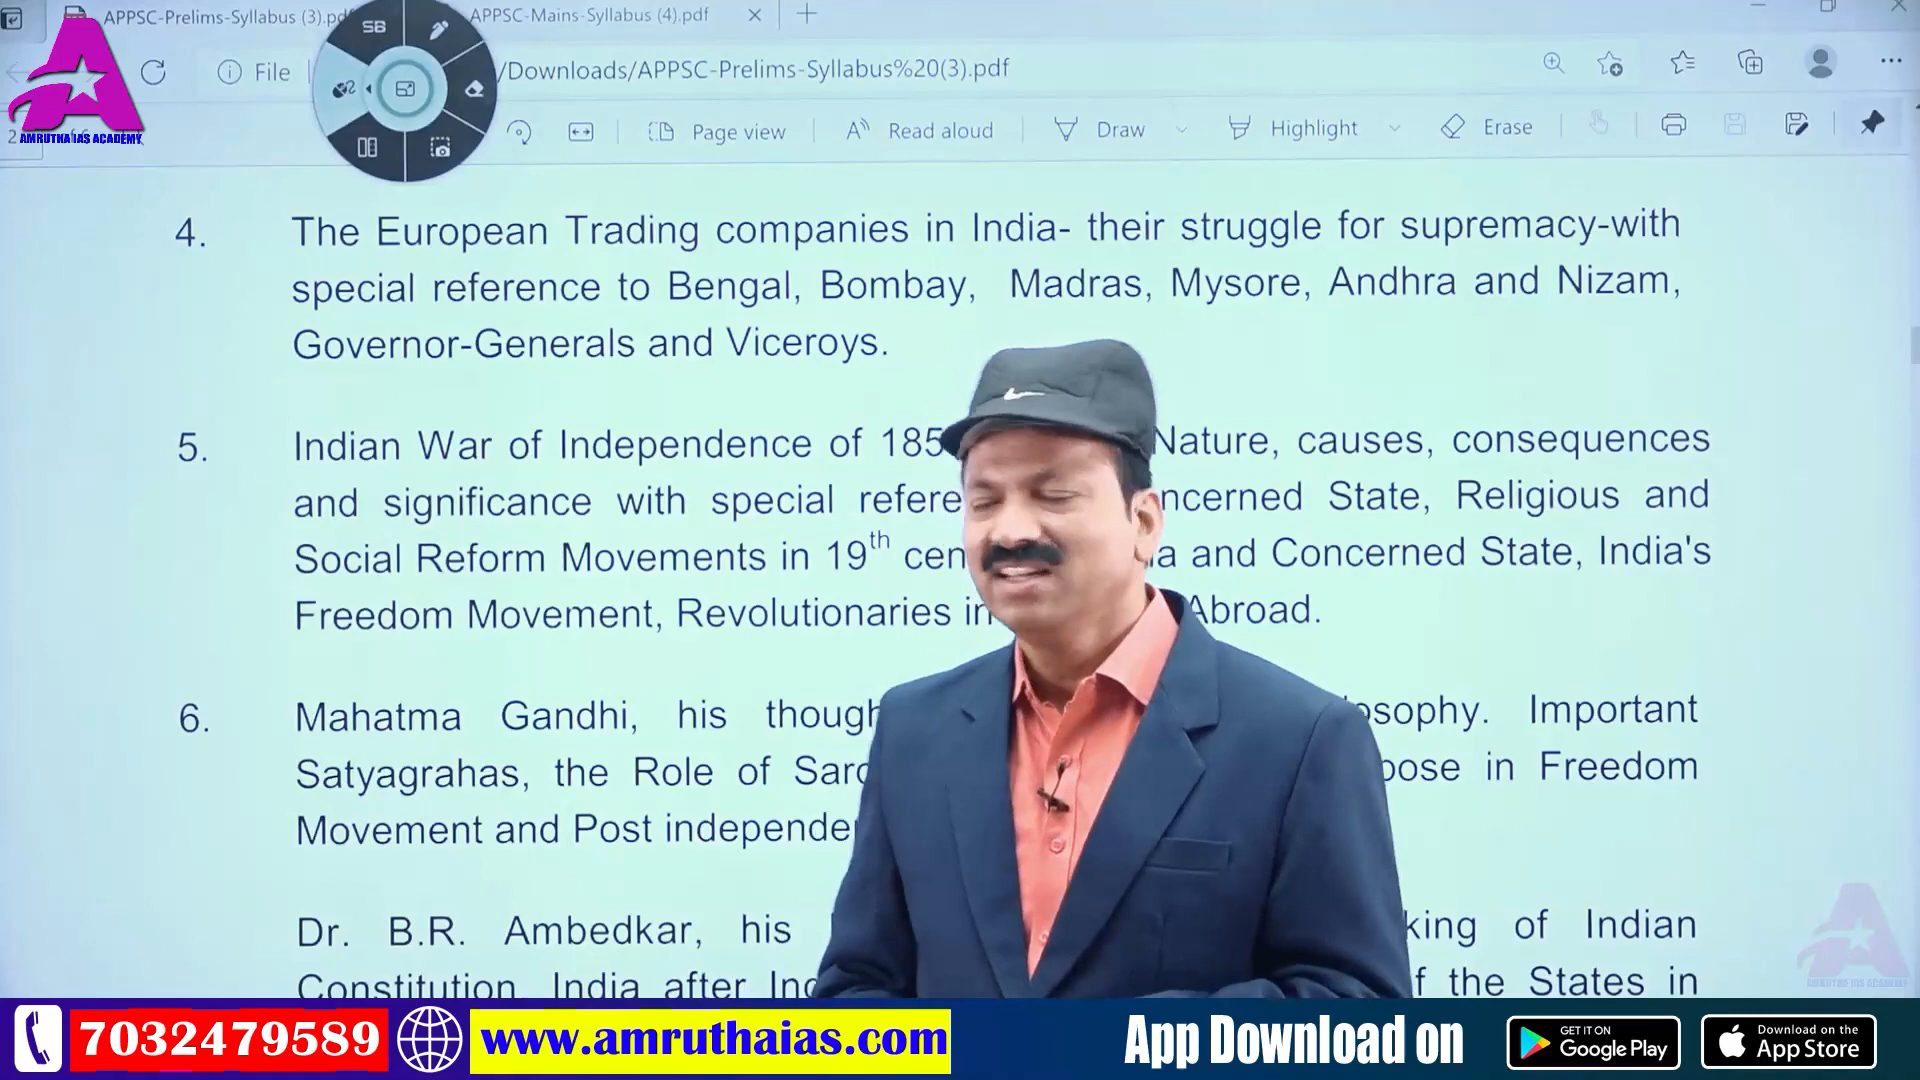 APPSC-Prelims-Syllabus (3).pdf
APPSC-Mains-Syllabus (4).pdf
SB
AMRUTHA IAS ACADEMY
File
/Downloads/APPSC-Prelims-Syllabus%20(3).pdf
Page view
Read aloud
Draw
Highlight
Erase
4. The European Trading companies in India- their struggle for supremacy-with
special reference to Bengal, Bombay, Madras, Mysore, Andhra and Nizam,
Governor-Generals and Viceroys.
5. Indian War of Independence of 185 Nature, causes, consequences
and significance with special refere ncerned State, Religious and
Social Reform Movements in 19th cen a and Concerned State, India's
Freedom Movement, Revolutionaries in Abroad.
6. Mahatma Gandhi, his though osophy. Important
Satyagrahas, the Role of Sard ose in Freedom
Movement and Post independe
Dr. B.R. Ambedkar, his king of Indian
Constitution, India after Ind f the States in
AMRUTHA IAS ACADEMY
7032479589
www.amruthaias.com
App Download on
GET IT ON
Google Play
Download on the
App Store